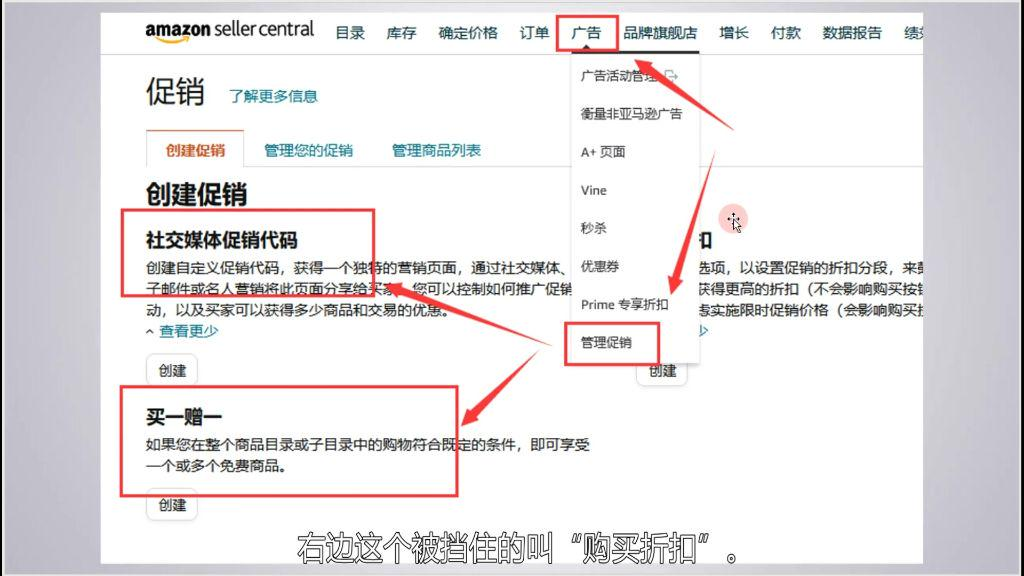 amazon seller central 目录 库存 确定价格 订单 广告 品牌旗舰店 增长 付款 数据报告
促销 了解更多信息
广告活动管理
衡量非亚马逊广告
A+ 页面
Vine
秒杀
优惠券
Prime 专享折扣
管理促销
创建促销 管理您的促销 管理商品列表
创建促销
社交媒体促销代码
创建自定义促销代码，获得一个独特的营销页面，通过社交媒体、
子邮件或名人营销将此页面分享给买家。您可以控制如何推广促销
动，以及买家可以获得多少商品和交易的优惠。
查看更少
创建
扣
选项，以设置促销的折扣分段，来
获得更高的折扣（不会影响购买按
虑实施限时促销价格（会影响购买
创建
买一赠一
如果您在整个商品目录或子目录中的购物符合既定的条件，即可享受
一个或多个免费商品。
创建
右边这个被挡住的叫“购买折扣”。